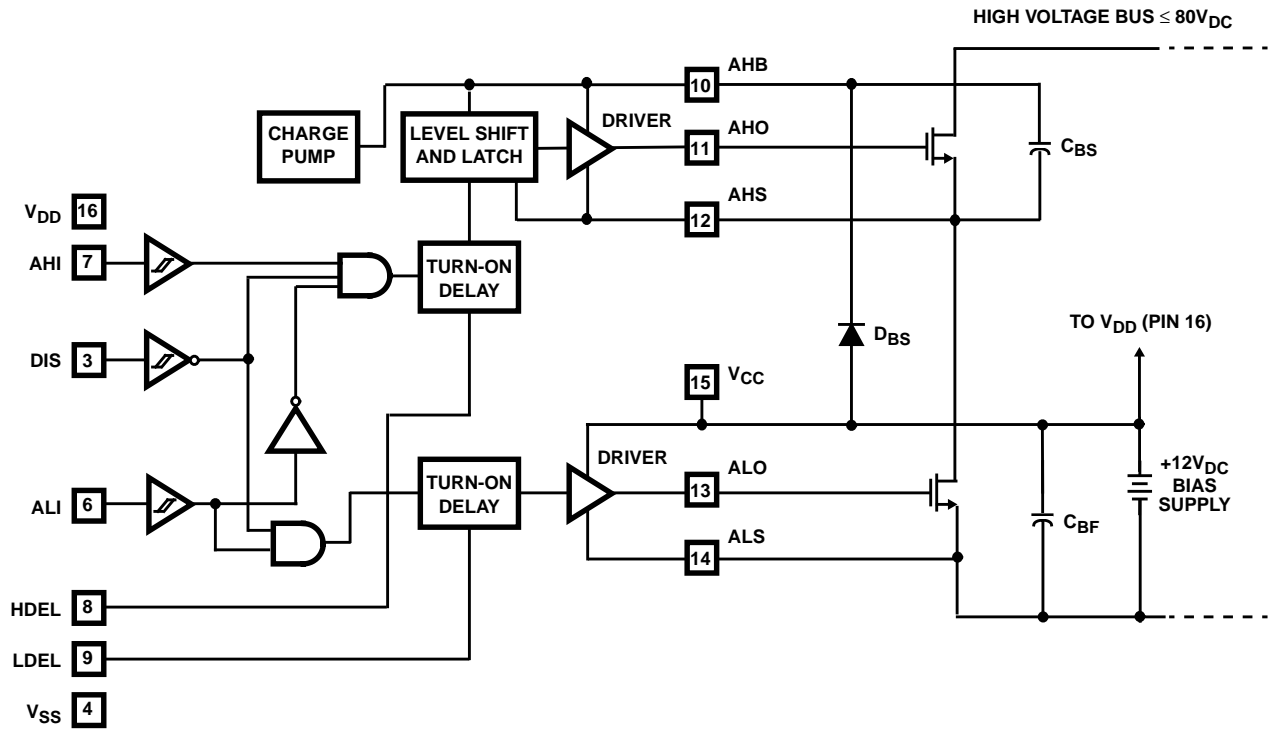 HIGH VOLTAGE BUS ≤ 80VDC
AHB
10
CHARGE
PUMP
LEVEL SHIFT
AND LATCH
DRIVER
AHO
11
CBS
AHS
12
VDD 16
AHI 7
TURN-ON
DELAY
DIS 3
DBS
TO VDD (PIN 16)
15 VCC
ALI 6
TURN-ON
DELAY
DRIVER
ALO
13
ALS
14
CBF
+12VDC
BIAS
SUPPLY
HDEL 8
LDEL 9
VSS 4